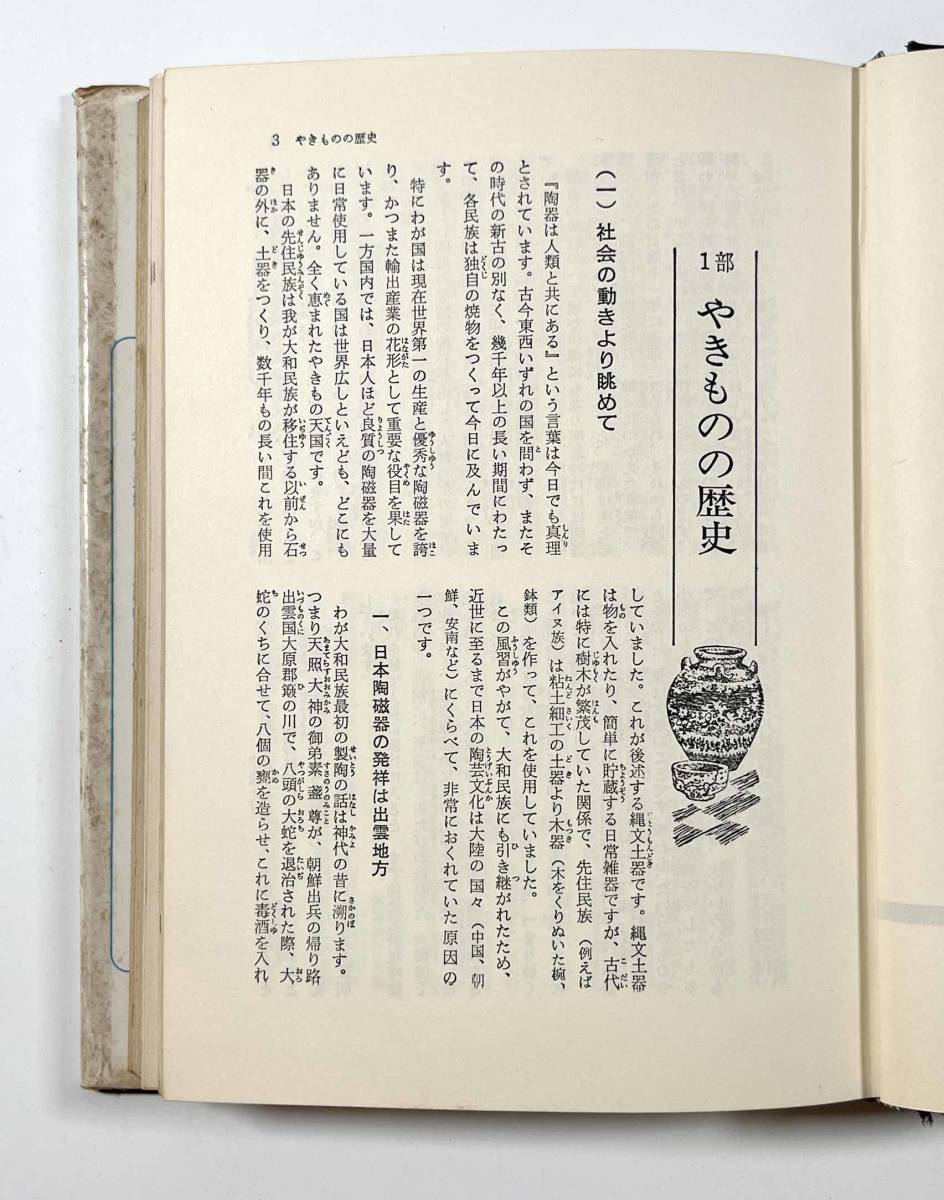 3 やきものの歴史
1部 やきものの歴史
(一) 社会の動きより眺めて
『陶器は人類と共にある』という言葉は今日でも真理
とされています。古今東西いずれの国を問わず、またそ
の時代の新古の別なく、幾千年以上の長い期間にわたっ
て、各民族は独自の焼物をつくって今日に及んでいま
す。
特にわが国は現在世界第一の生産と優秀な陶磁器を誇
り、かつまた輸出産業の花形として重要な役目を果して
います。一方国内では、日本人ほど良質の陶磁器を大量
に日常使用している国は世界広しといえども、どこにも
ありません。全く恵まれたやきもの天国です。
日本の先住民族は我が大和民族が移住する以前から石
器の外に、土器をつくり、数千年もの長い間これを使用
していました。これが後述する縄文土器です。縄文土器
は物を入れたり、簡単に貯蔵する日常雑器ですが、古代
には特に樹木が繁茂していた関係で、先住民族(例えば
アイヌ族)は粘土細工の土器より木器(木をくりぬいた椀、
鉢類)を作って、これを使用していました。
この風習がやがて、大和民族にも引き継がれたため、
近世に至るまで日本の陶芸文化は大陸の国々(中国、朝
鮮、安南など)にくらべて、非常におくれていた原因の
一つです。
一、日本陶磁器の発祥は出雲地方
わが大和民族最初の製陶の話は神代の昔に溯ります。
つまり天照大神の御弟素盞尊が、朝鮮出兵の帰り路
出雲国大原郡簸の川で、八頭の大蛇を退治された際、大
蛇のくちに合せて、八個の甕を造らせ、これに毒酒を入れ